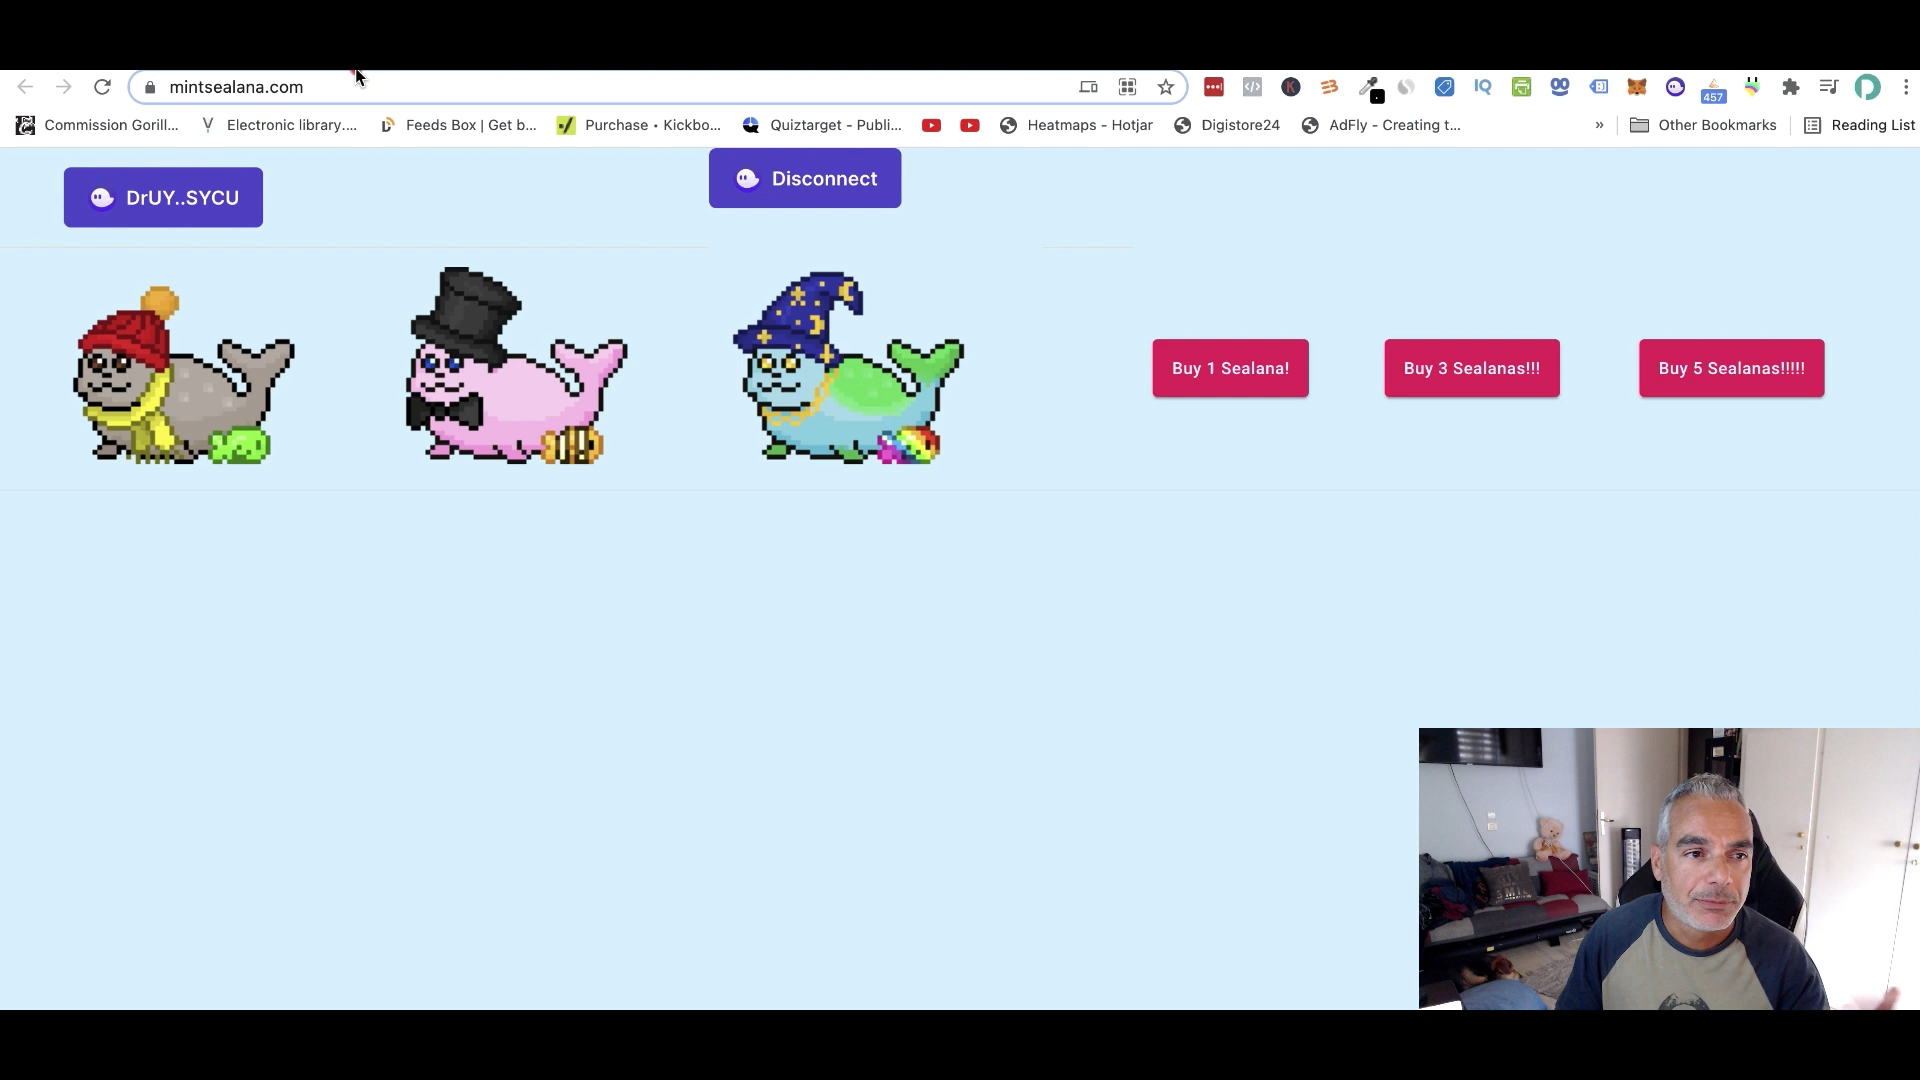 mintsealana.com
457
Commission Gorill...
Electronic library....
Feeds Box | Get b...
Purchase • Kickbo...
Quiztarget - Publi...
Heatmaps - Hotjar
Digistore24
AdFly - Creating t...
»
Other Bookmarks
Reading List
DrUY..SYCU
Disconnect
Buy 1 Sealana!
Buy 3 Sealanas!!!
Buy 5 Sealanas!!!!!